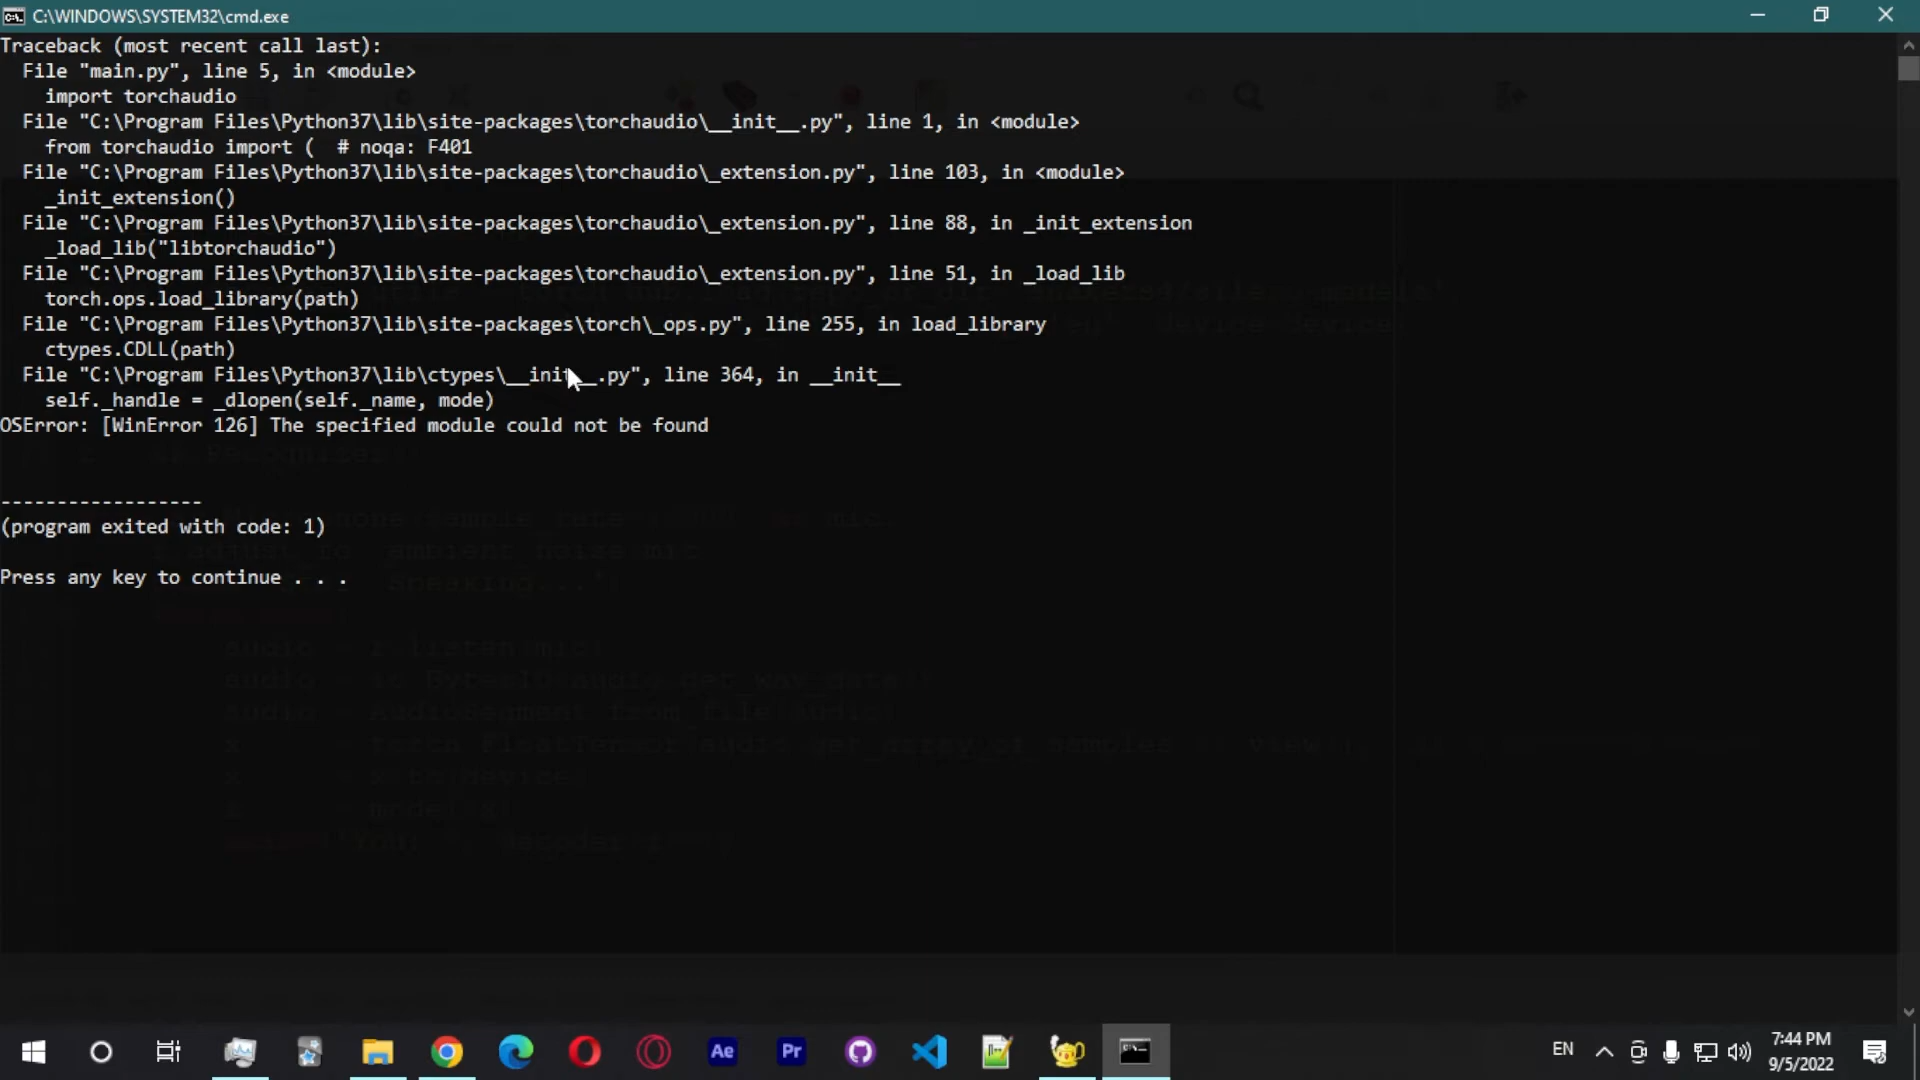 C:\WINDOWS\SYSTEM32\cmd.exe
Traceback (most recent call last):
  File "main.py", line 5, in <module>
    import torchaudio
  File "C:\Program Files\Python37\lib\site-packages\torchaudio\__init__.py", line 1, in <module>
    from torchaudio import (  # noqa: F401
  File "C:\Program Files\Python37\lib\site-packages\torchaudio\_extension.py", line 103, in <module>
    _init_extension()
  File "C:\Program Files\Python37\lib\site-packages\torchaudio\_extension.py", line 88, in _init_extension
    _load_lib("libtorchaudio")
  File "C:\Program Files\Python37\lib\site-packages\torchaudio\_extension.py", line 51, in _load_lib
    torch.ops.load_library(path)
  File "C:\Program Files\Python37\lib\site-packages\torch\_ops.py", line 255, in load_library
    ctypes.CDLL(path)
  File "C:\Program Files\Python37\lib\ctypes\__init__.py", line 364, in __init__
    self._handle = _dlopen(self._name, mode)
OSError: [WinError 126] The specified module could not be found
------------------
(program exited with code: 1)
Press any key to continue . . .
Ae
Pr
EN
7:44 PM
9/5/2022